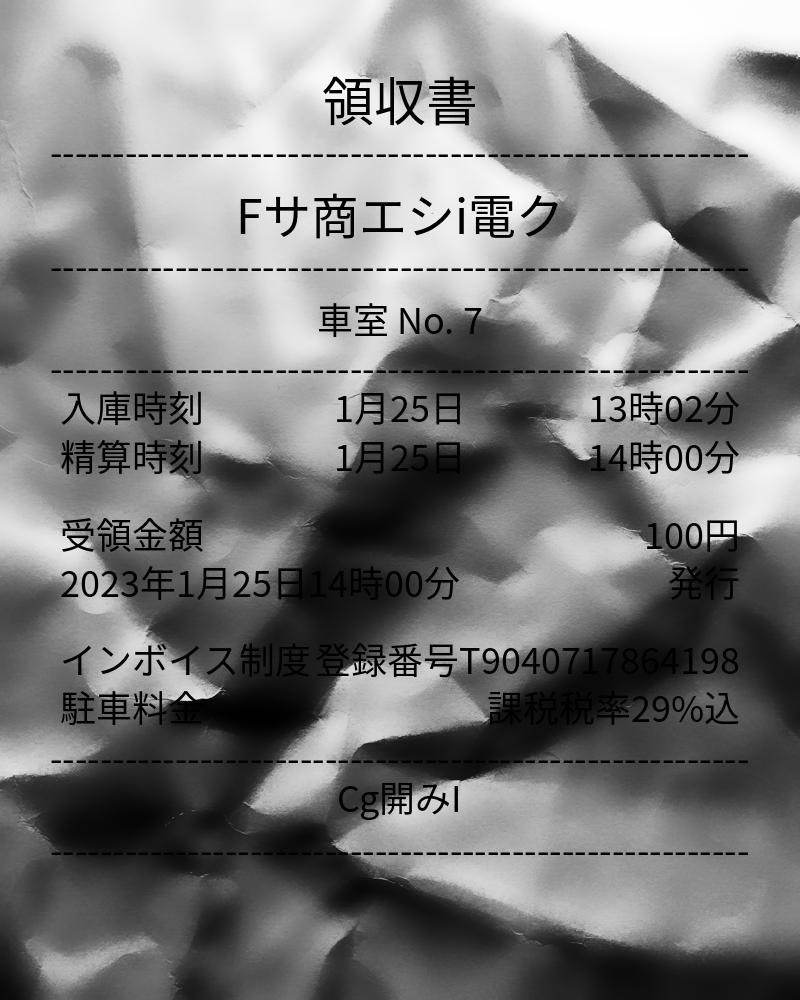 領収書
Fサ商エシi電ク
車室 No. 7
入庫時刻 1月25日 13時02分
精算時刻 1月25日 14時00分
受領金額 100円
2023年1月25日14時00分 発行
インボイス制度 登録番号T9040717864198
駐車料金 課税税率29%込
Cg開みI